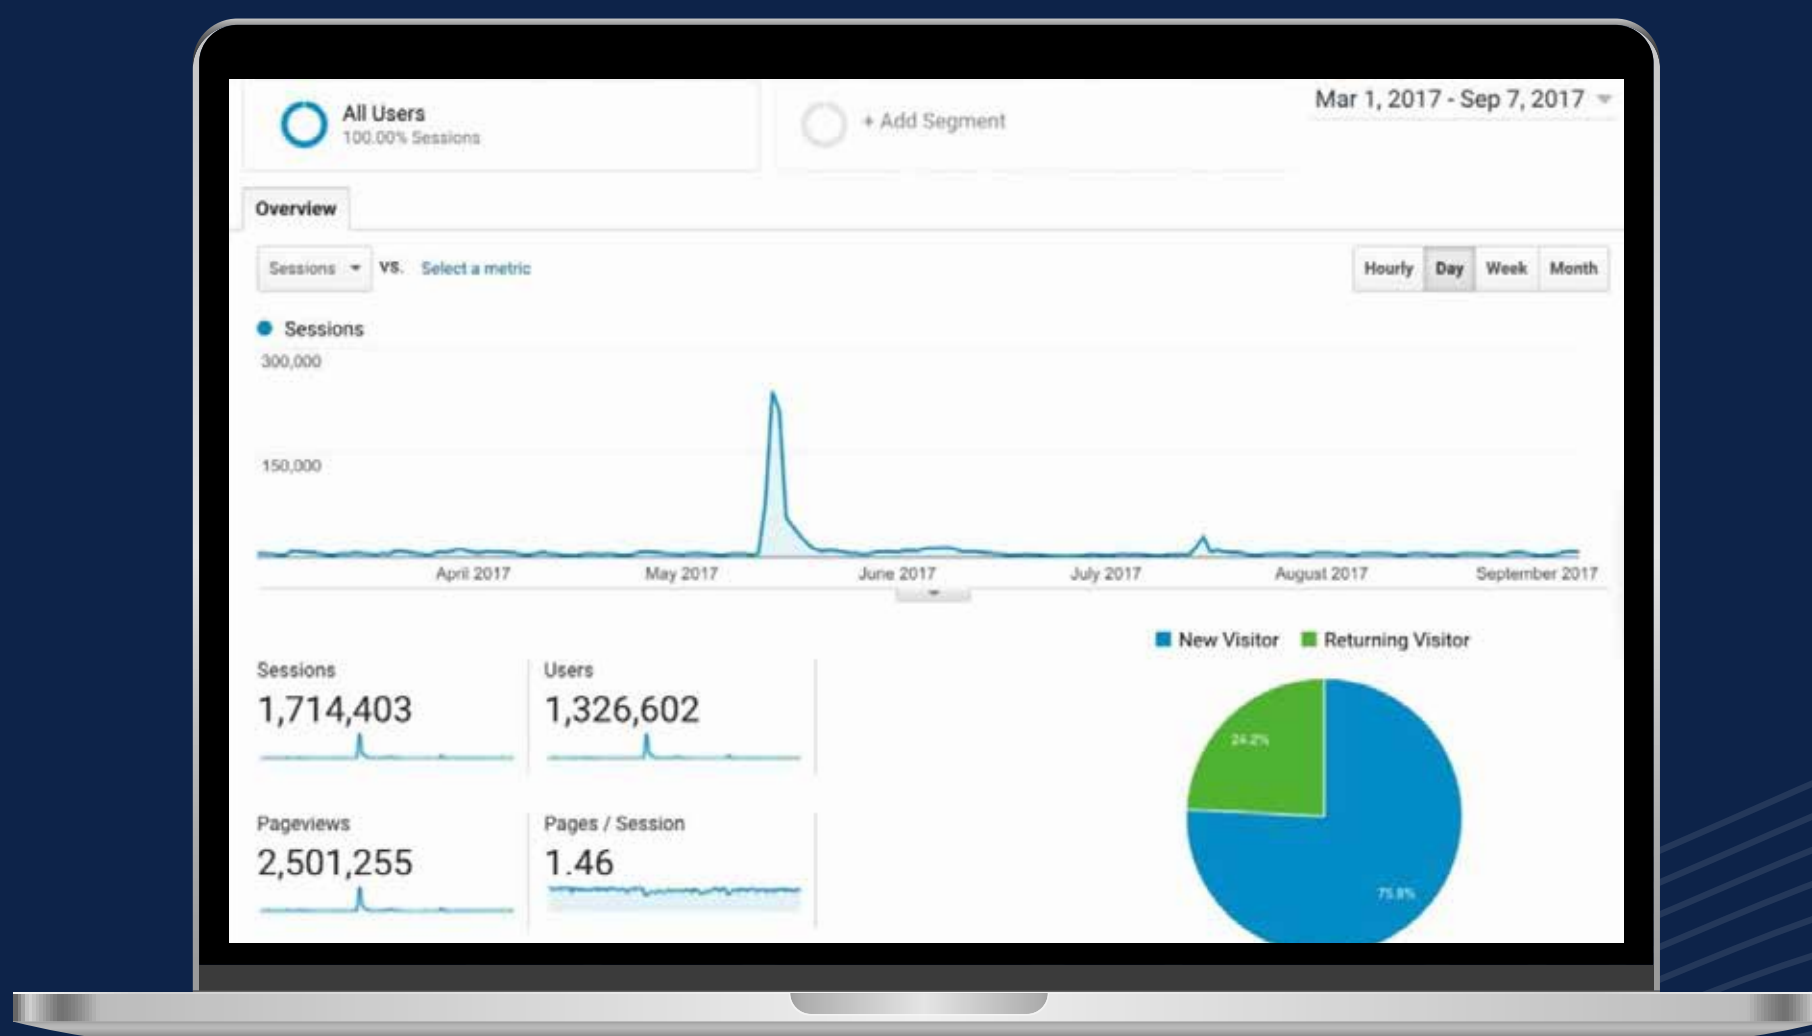 All Users
100.00% Sessions
+ Add Segment
Mar 1, 2017 - Sep 7, 2017
Overview
Sessions VS. Select a metric
Hourly Day Week Month
Sessions
300,000
150,000
April 2017 May 2017 June 2017 July 2017 August 2017 September 2017
New Visitor Returning Visitor
Sessions Users
1,714,403 1,326,602
24.2%
Pageviews Pages / Session
2,501,255 1.46
75.8%